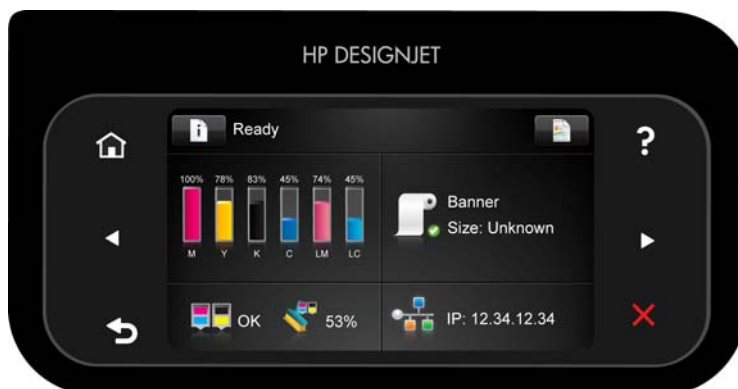 HP DESIGNJET
i Ready
?
100% 78% 83% 45% 74% 45%
M Y K C LM LC
Banner
Size: Unknown
OK 53%
IP: 12.34.12.34